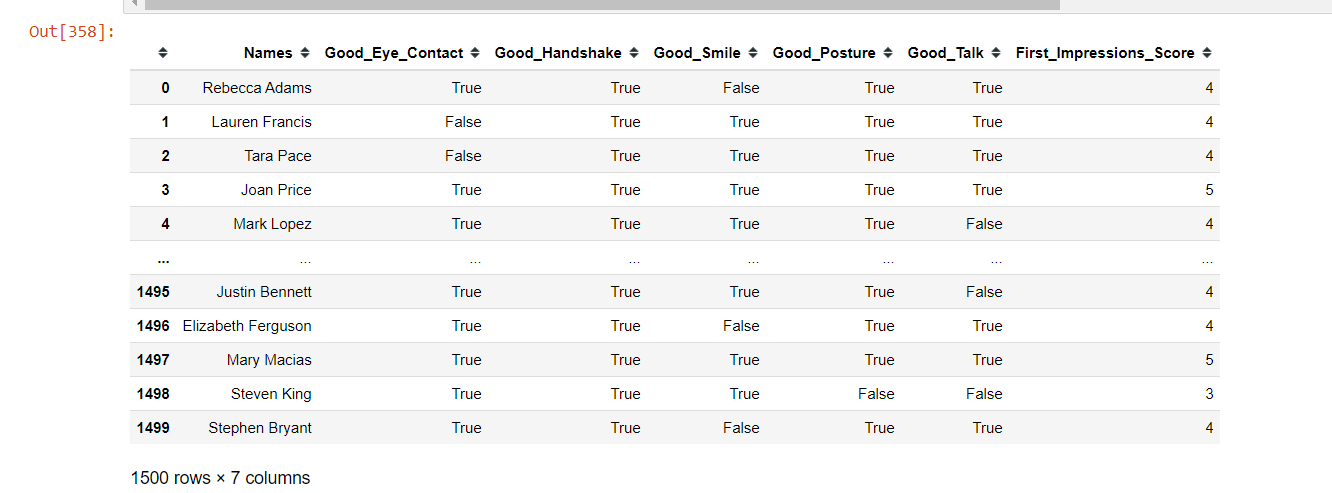 Out[358]:
Names Good_Eye_Contact Good_Handshake Good_Smile Good_Posture Good_Talk First_Impressions_Score
0 Rebecca Adams True True False True True 4
1 Lauren Francis False True True True True 4
2 Tara Pace False True True True True 4
3 Joan Price True True True True True 5
4 Mark Lopez True True True True False 4
... ... ... ... ... ... ... ...
1495 Justin Bennett True True True True False 4
1496 Elizabeth Ferguson True True False True True 4
1497 Mary Macias True True True True True 5
1498 Steven King True True True False False 3
1499 Stephen Bryant True True False True True 4
1500 rows × 7 columns